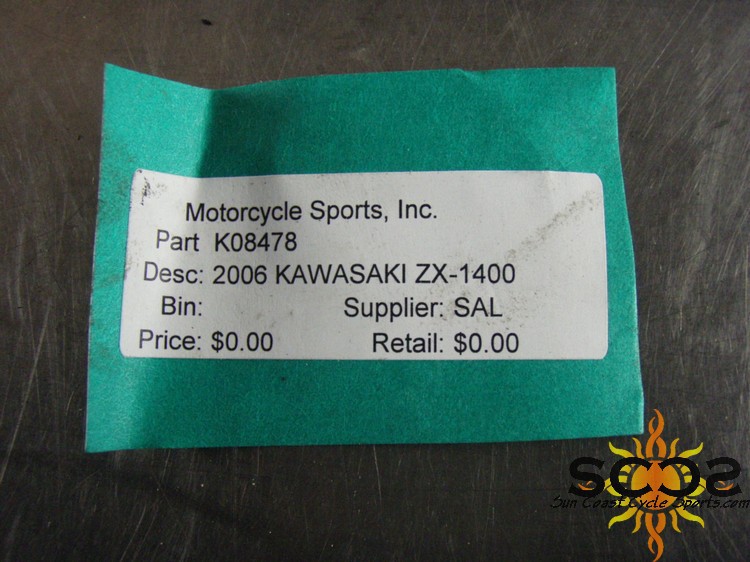 Motorcycle Sports, Inc.
Part K08478
Desc: 2006 KAWASAKI ZX-1400
Bin: Supplier: SAL
Price: $0.00 Retail: $0.00
SCCS
Sun Coast Cycle Sports.com